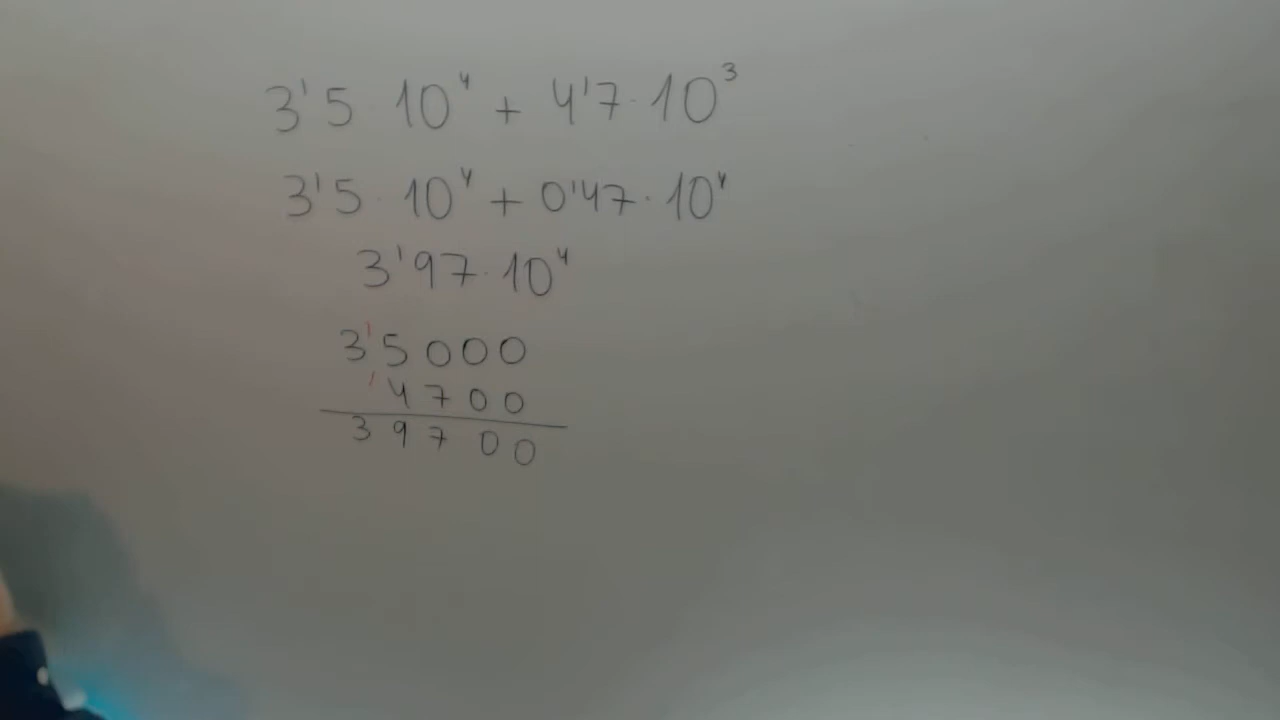 3'5 · 10⁴ + 4'7 · 10³
3'5 · 10⁴ + 0'47 · 10⁴
3'97 · 10⁴
3'5000
'4700
39700